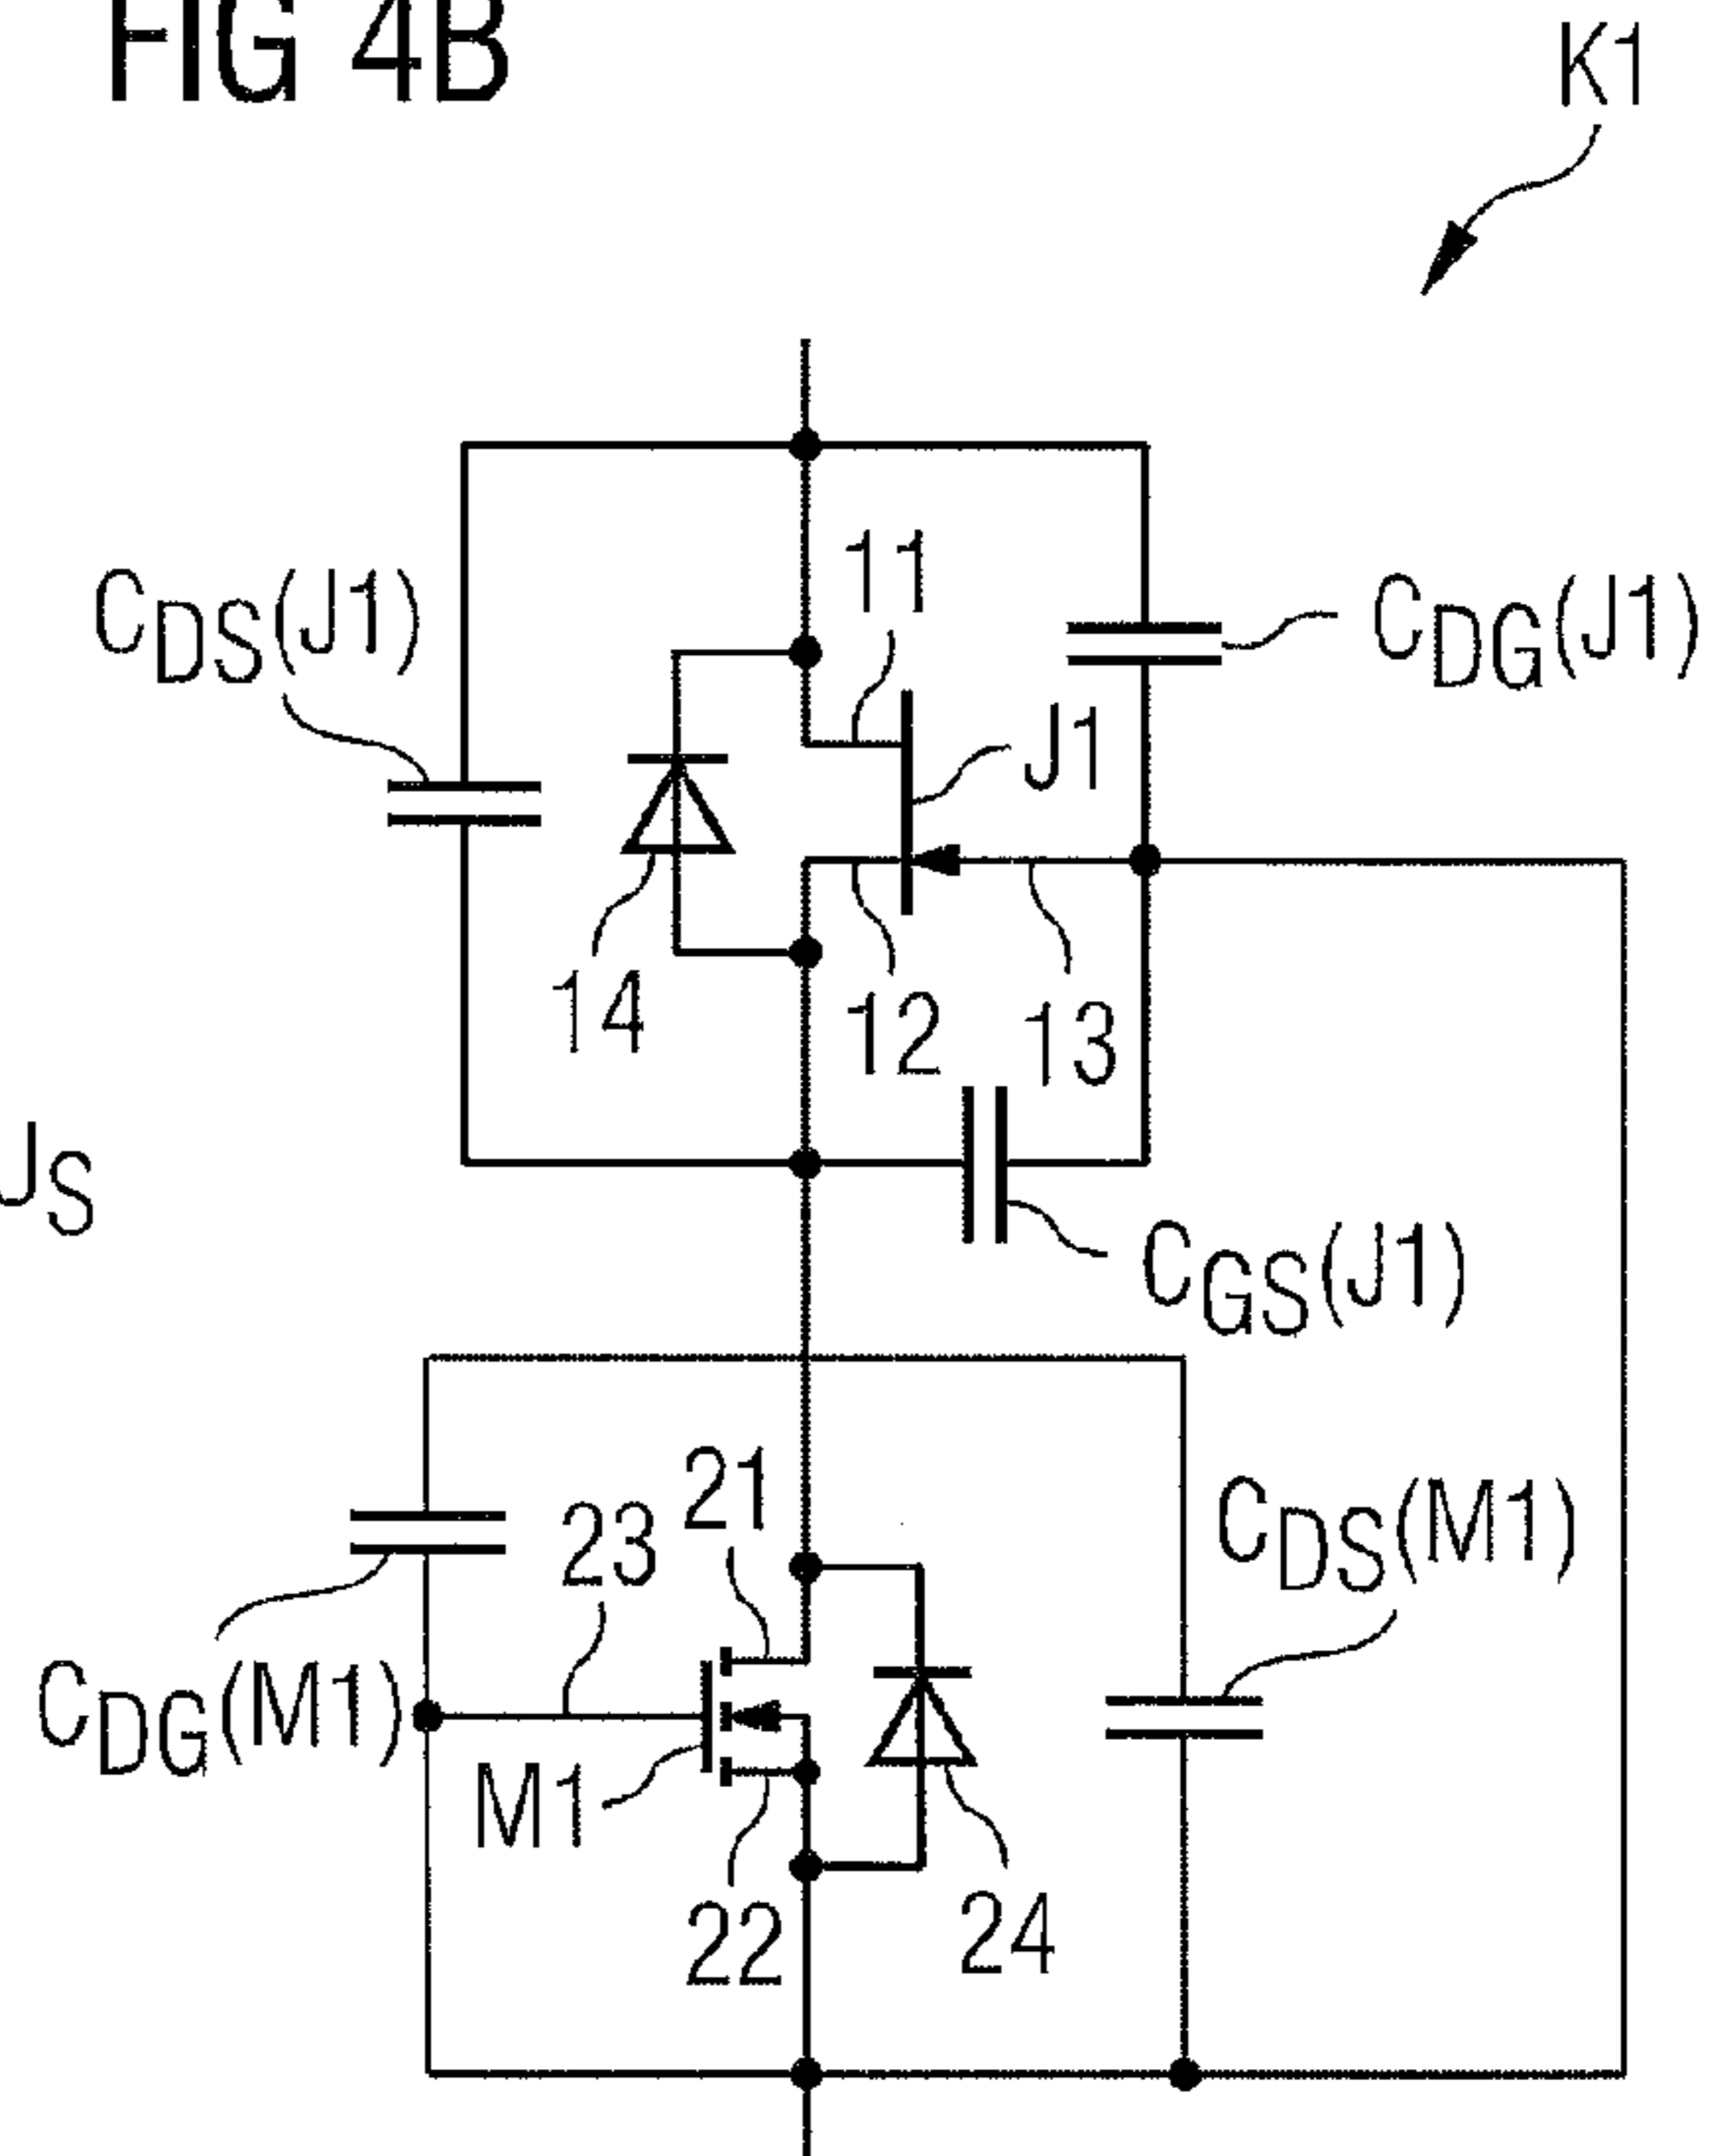 FIG 4B
K1
11
CDS(J1)
CDG(J1)
J1
14
12
13
JS
CGS(J1)
21
23
CDS(M1)
CDG(M1)
M1
22
24